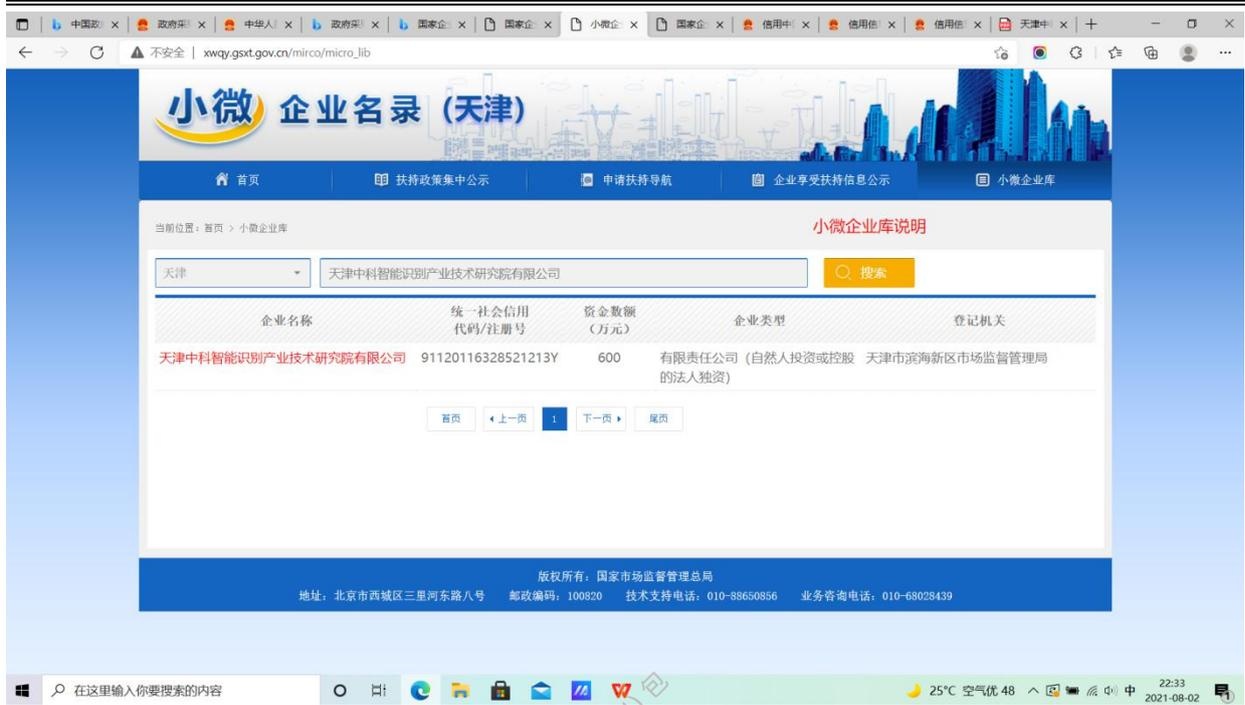 中国政 政府采 中华人 政府采 国家企 国家企 小微企 国家企 信用中 信用信 信用信 天津中
不安全 | xwqy.gsxt.gov.cn/mirco/micro_lib
小微 企业名录（天津）
首页 扶持政策集中公示 申请扶持导航 企业享受扶持信息公示 小微企业库
当前位置：首页 > 小微企业库 小微企业库说明
天津 天津中科智能识别产业技术研究院有限公司 搜索
企业名称 统一社会信用代码/注册号 资金数额（万元） 企业类型 登记机关
天津中科智能识别产业技术研究院有限公司 91120116328521213Y 600 有限责任公司（自然人投资或控股 天津市滨海新区市场监督管理局
的法人独资）
首页 上一页 1 下一页 尾页
版权所有：国家市场监督管理总局
地址：北京市西城区三里河东路八号 邮政编码：100820 技术支持电话：010-88650856 业务咨询电话：010-68028439
在这里输入你要搜索的内容 25°C 空气优 48 中 22:33
2021-08-02